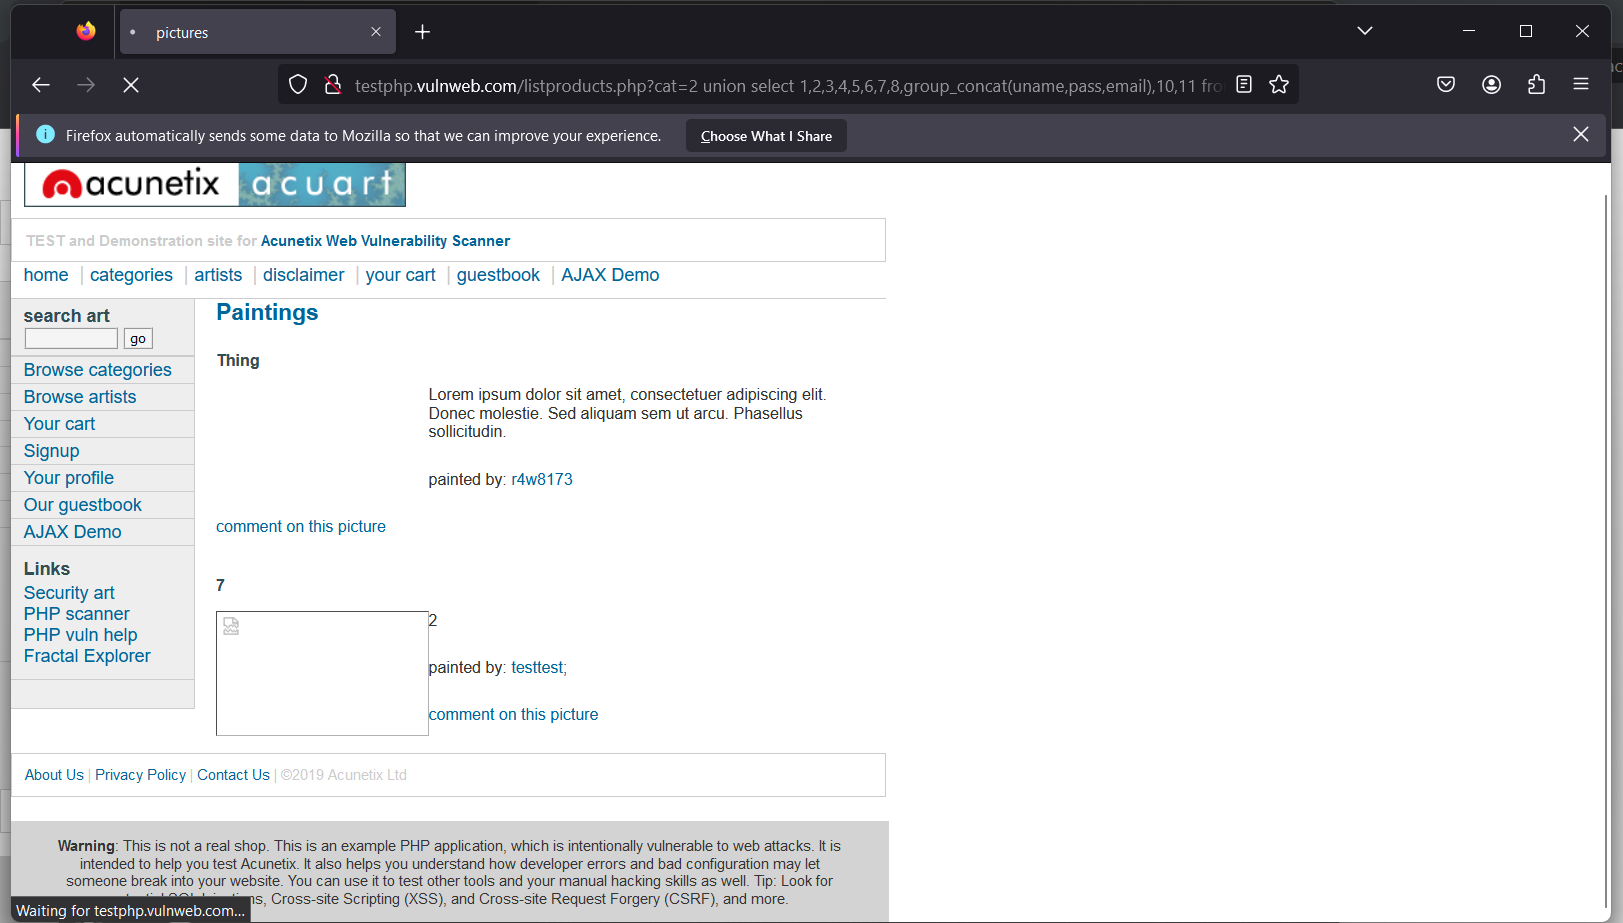 pictures
testphp.vulnweb.com/listproducts.php?cat=2 union select 1,2,3,4,5,6,7,8,group_concat(uname,pass,email),10,11 fro
Firefox automatically sends some data to Mozilla so that we can improve your experience.
Choose What I Share
acunetix acuart
TEST and Demonstration site for Acunetix Web Vulnerability Scanner
home | categories | artists | disclaimer | your cart | guestbook | AJAX Demo
search art
go
Browse categories
Browse artists
Your cart
Signup
Your profile
Our guestbook
AJAX Demo
Links
Security art
PHP scanner
PHP vuln help
Fractal Explorer
Paintings
Thing
Lorem ipsum dolor sit amet, consectetuer adipiscing elit.
Donec molestie. Sed aliquam sem ut arcu. Phasellus
sollicitudin.
painted by: r4w8173
comment on this picture
7
2
painted by: testtest;
comment on this picture
About Us | Privacy Policy | Contact Us | ©2019 Acunetix Ltd
Warning: This is not a real shop. This is an example PHP application, which is intentionally vulnerable to web attacks. It is
intended to help you test Acunetix. It also helps you understand how developer errors and bad configuration may let
someone break into your website. You can use it to test other tools and your manual hacking skills as well. Tip: Look for
Cross-site Scripting (XSS), and Cross-site Request Forgery (CSRF), and more.
Waiting for testphp.vulnweb.com...